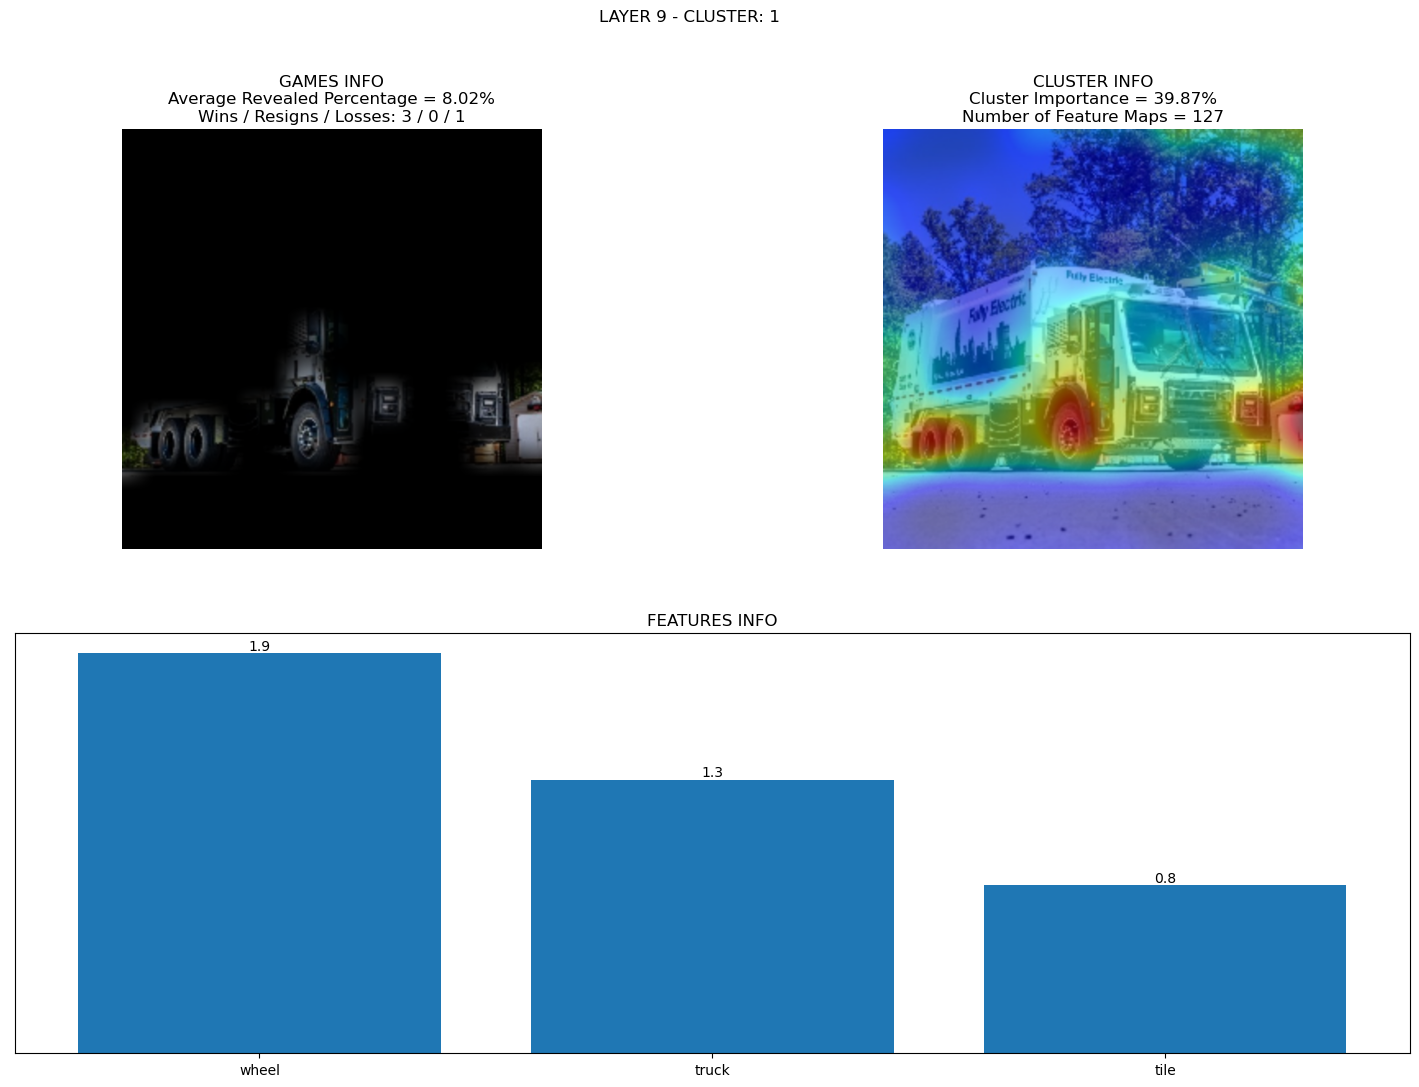 LAYER 9 - CLUSTER: 1
GAMES INFO
Average Revealed Percentage = 8.02%
Wins / Resigns / Losses: 3 / 0 / 1
CLUSTER INFO
Cluster Importance = 39.87%
Number of Feature Maps = 127
Fully Electric
Fully Electric
FEATURES INFO
1.9
1.3
0.8
wheel
truck
tile